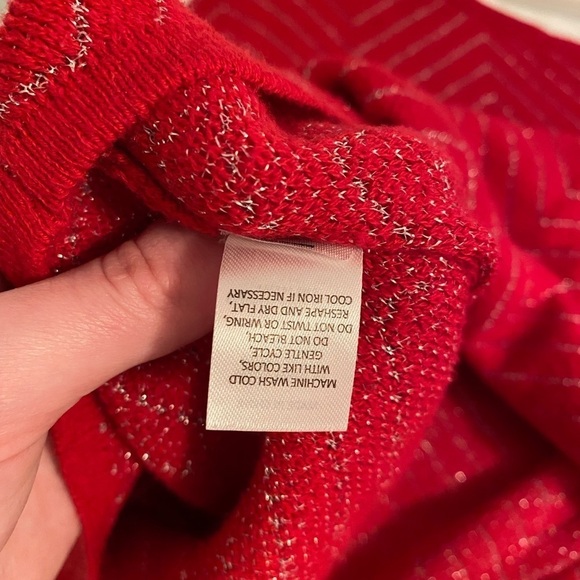 MACHINE WASH COLD
WITH LIKE COLORS,
GENTLE CYCLE,
DO NOT BLEACH,
DO NOT TWIST OR WRING,
RESHAPE AND DRY FLAT,
COOL IRON IF NECESSARY